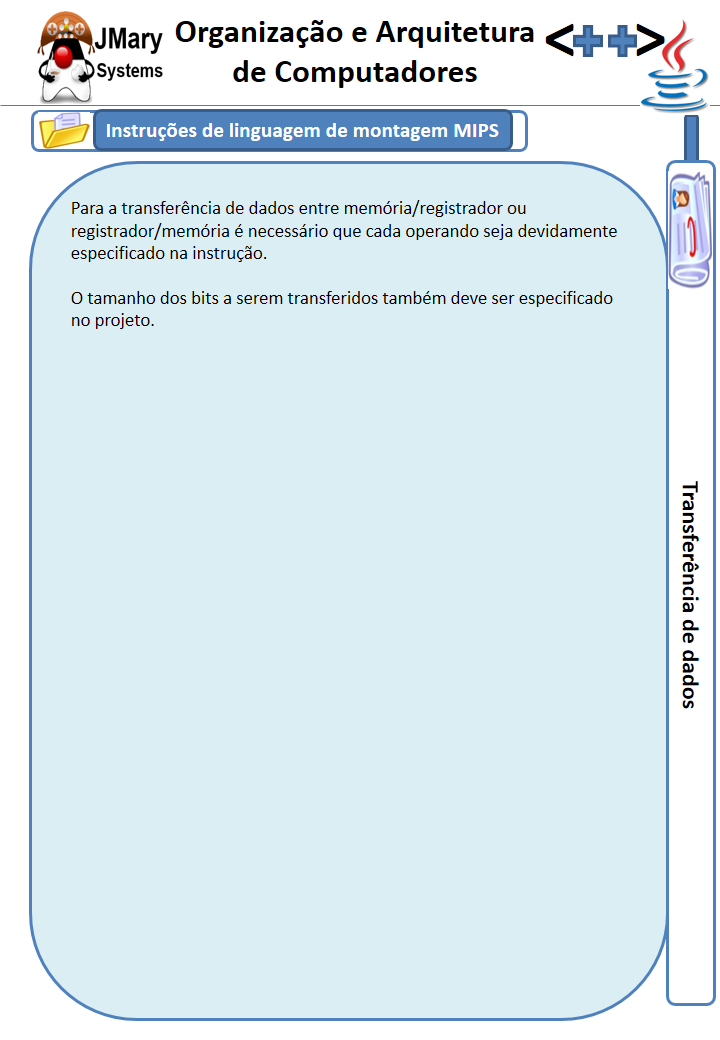 JMary
Systems
Organização e Arquitetura
de Computadores
<++>
Instruções de linguagem de montagem MIPS
Para a transferência de dados entre memória/registrador ou
registrador/memória é necessário que cada operando seja devidamente
especificado na instrução.
O tamanho dos bits a serem transferidos também deve ser especificado
no projeto.
Transferência de dados